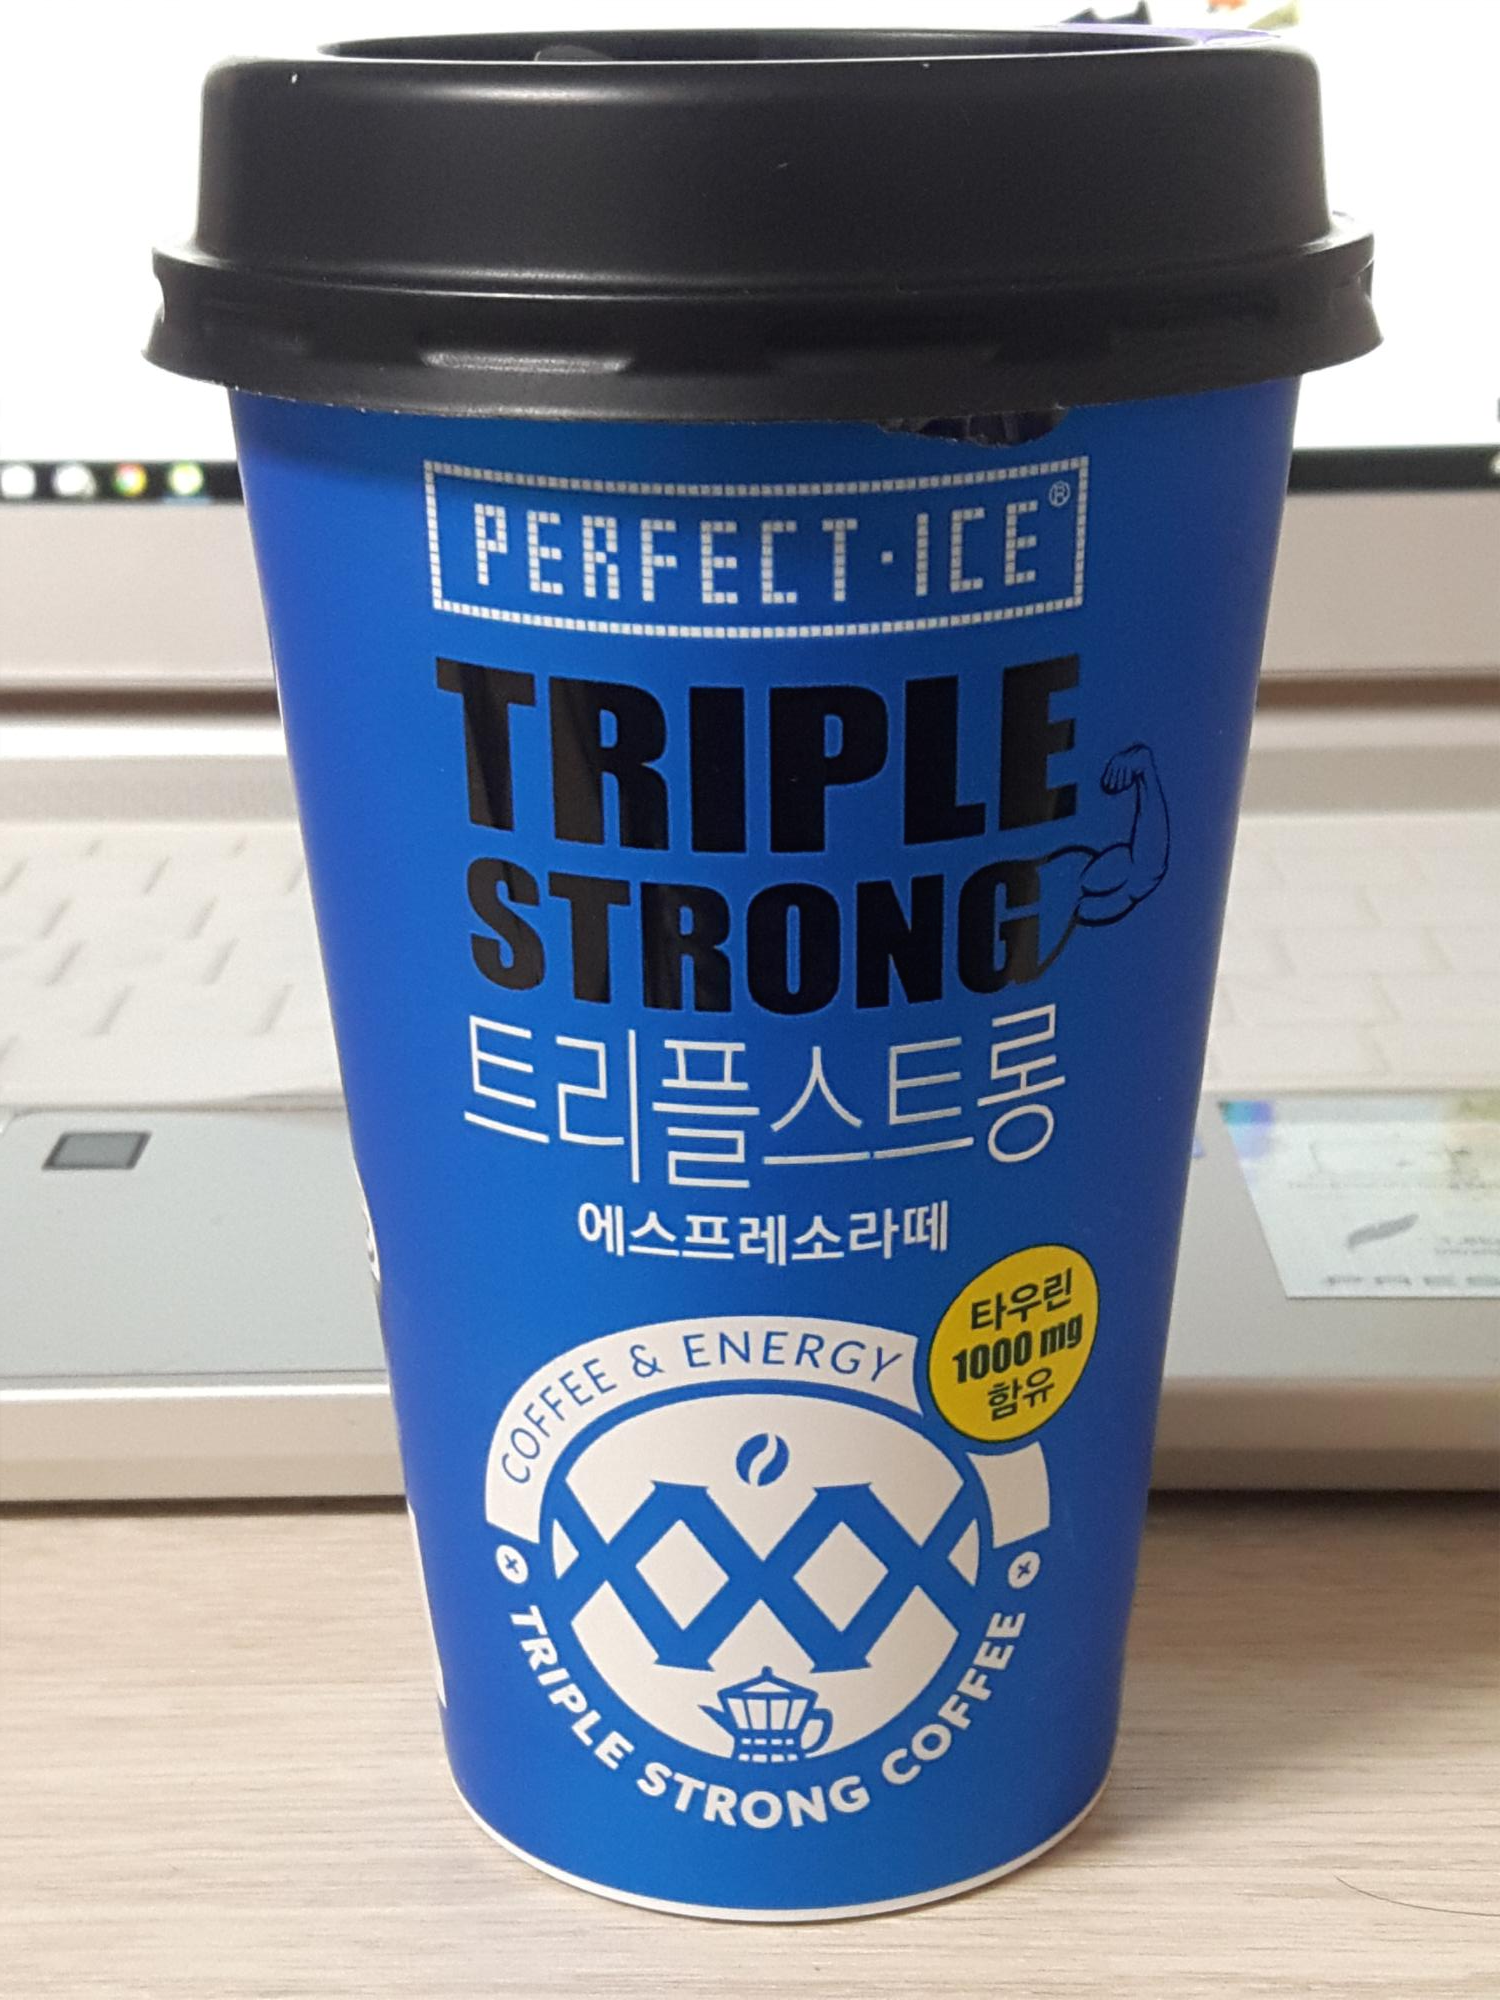 PERFECT·ICE®
TRIPLE
STRONG
트리플스트롱
에스프레소라떼
타우린
1000 mg
함유
COFFEE & ENERGY
TRIPLE STRONG COFFEE